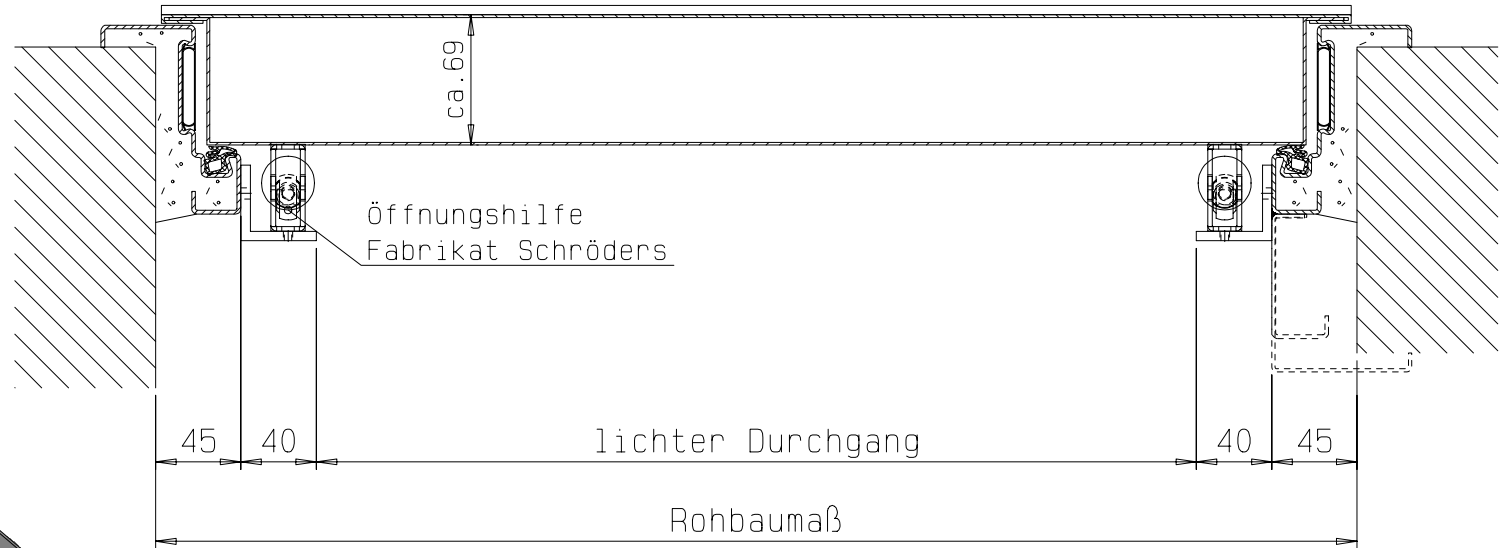 ca.69
Öffnungshilfe
Fabrikat Schröders
45 40 lichter Durchgang 40 45
Rohbaumaß